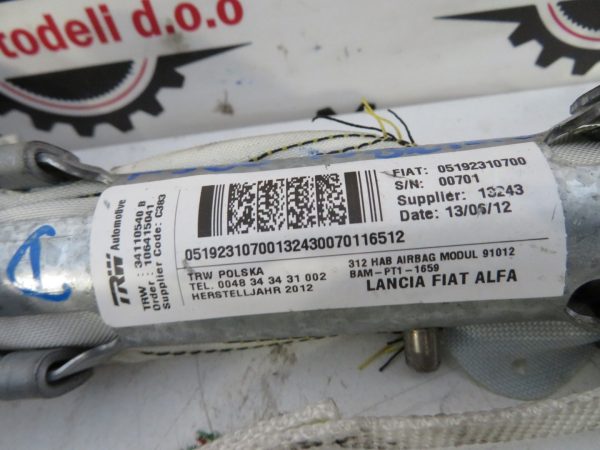 todeli d.o.o
TRW Automotive
TRW : 34110540 B
Order : 106415041
Supplier Code: C383
FIAT: 05192310700
S/N: 00701
Supplier: 13243
Date: 13/06/12
05192310700132430070116512
TRW POLSKA
TEL. 0048 34 34 31 002
HERSTELLJAHR 2012
312 HAB AIRBAG MODUL 91012
BAM-PT1-1659
LANCIA FIAT ALFA